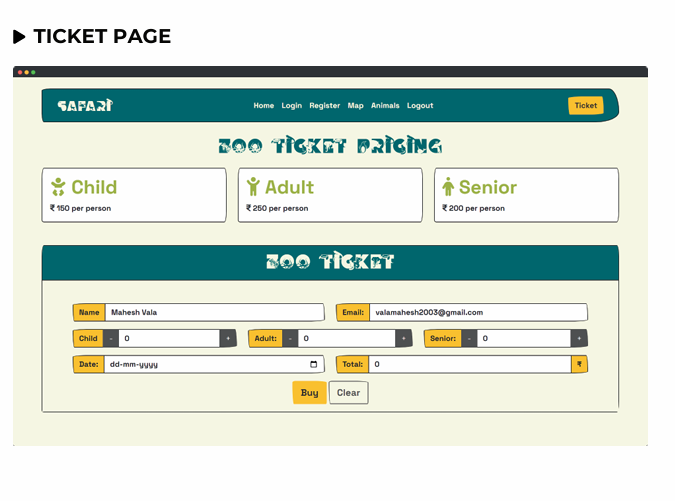 TICKET PAGE
SAFARI
Home Login Register Map Animals Logout
Ticket
ZOO TICKET PRICING
Child
₹ 150 per person
Adult
₹ 250 per person
Senior
₹ 200 per person
ZOO TICKET
Name Mahesh Vala
Email: valamahesh2003@gmail.com
Child - 0 +
Adult: - 0 +
Senior: - 0 +
Date: dd-mm-yyyy
Total: 0 ₹
Buy Clear